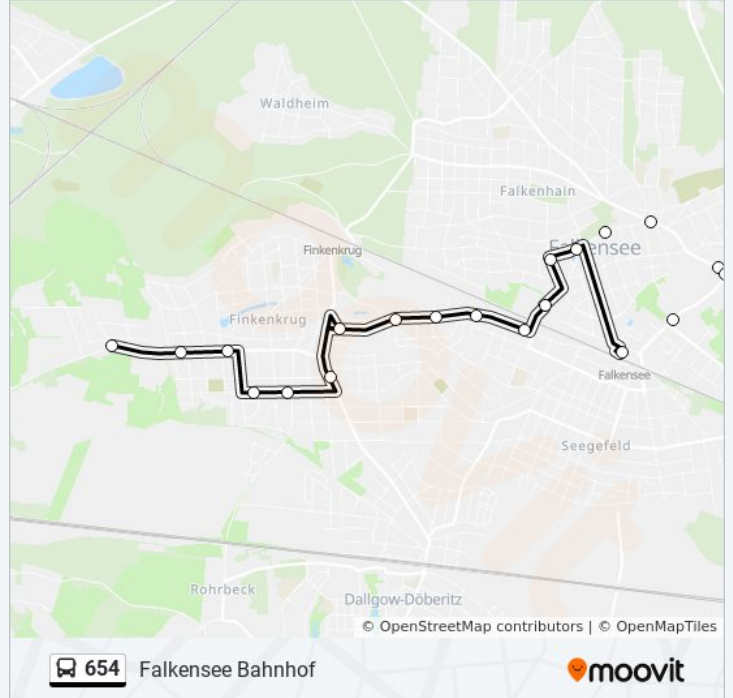 Waldheim
Falkenhain
Falkensee
Finkenkrug
Finkenkrug
Falkensee
Seegefeld
Rohrbeck
Dallgow-Döberitz
© OpenStreetMap contributors | © OpenMapTiles
654 Falkensee Bahnhof
moovit